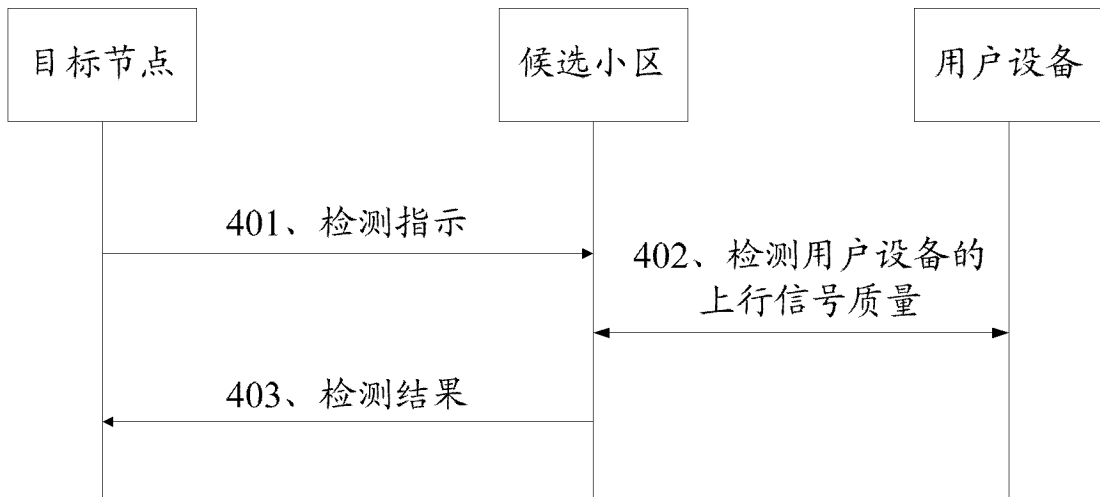 目标节点
候选小区
用户设备
401、检测指示
402、检测用户设备的
上行信号质量
403、检测结果